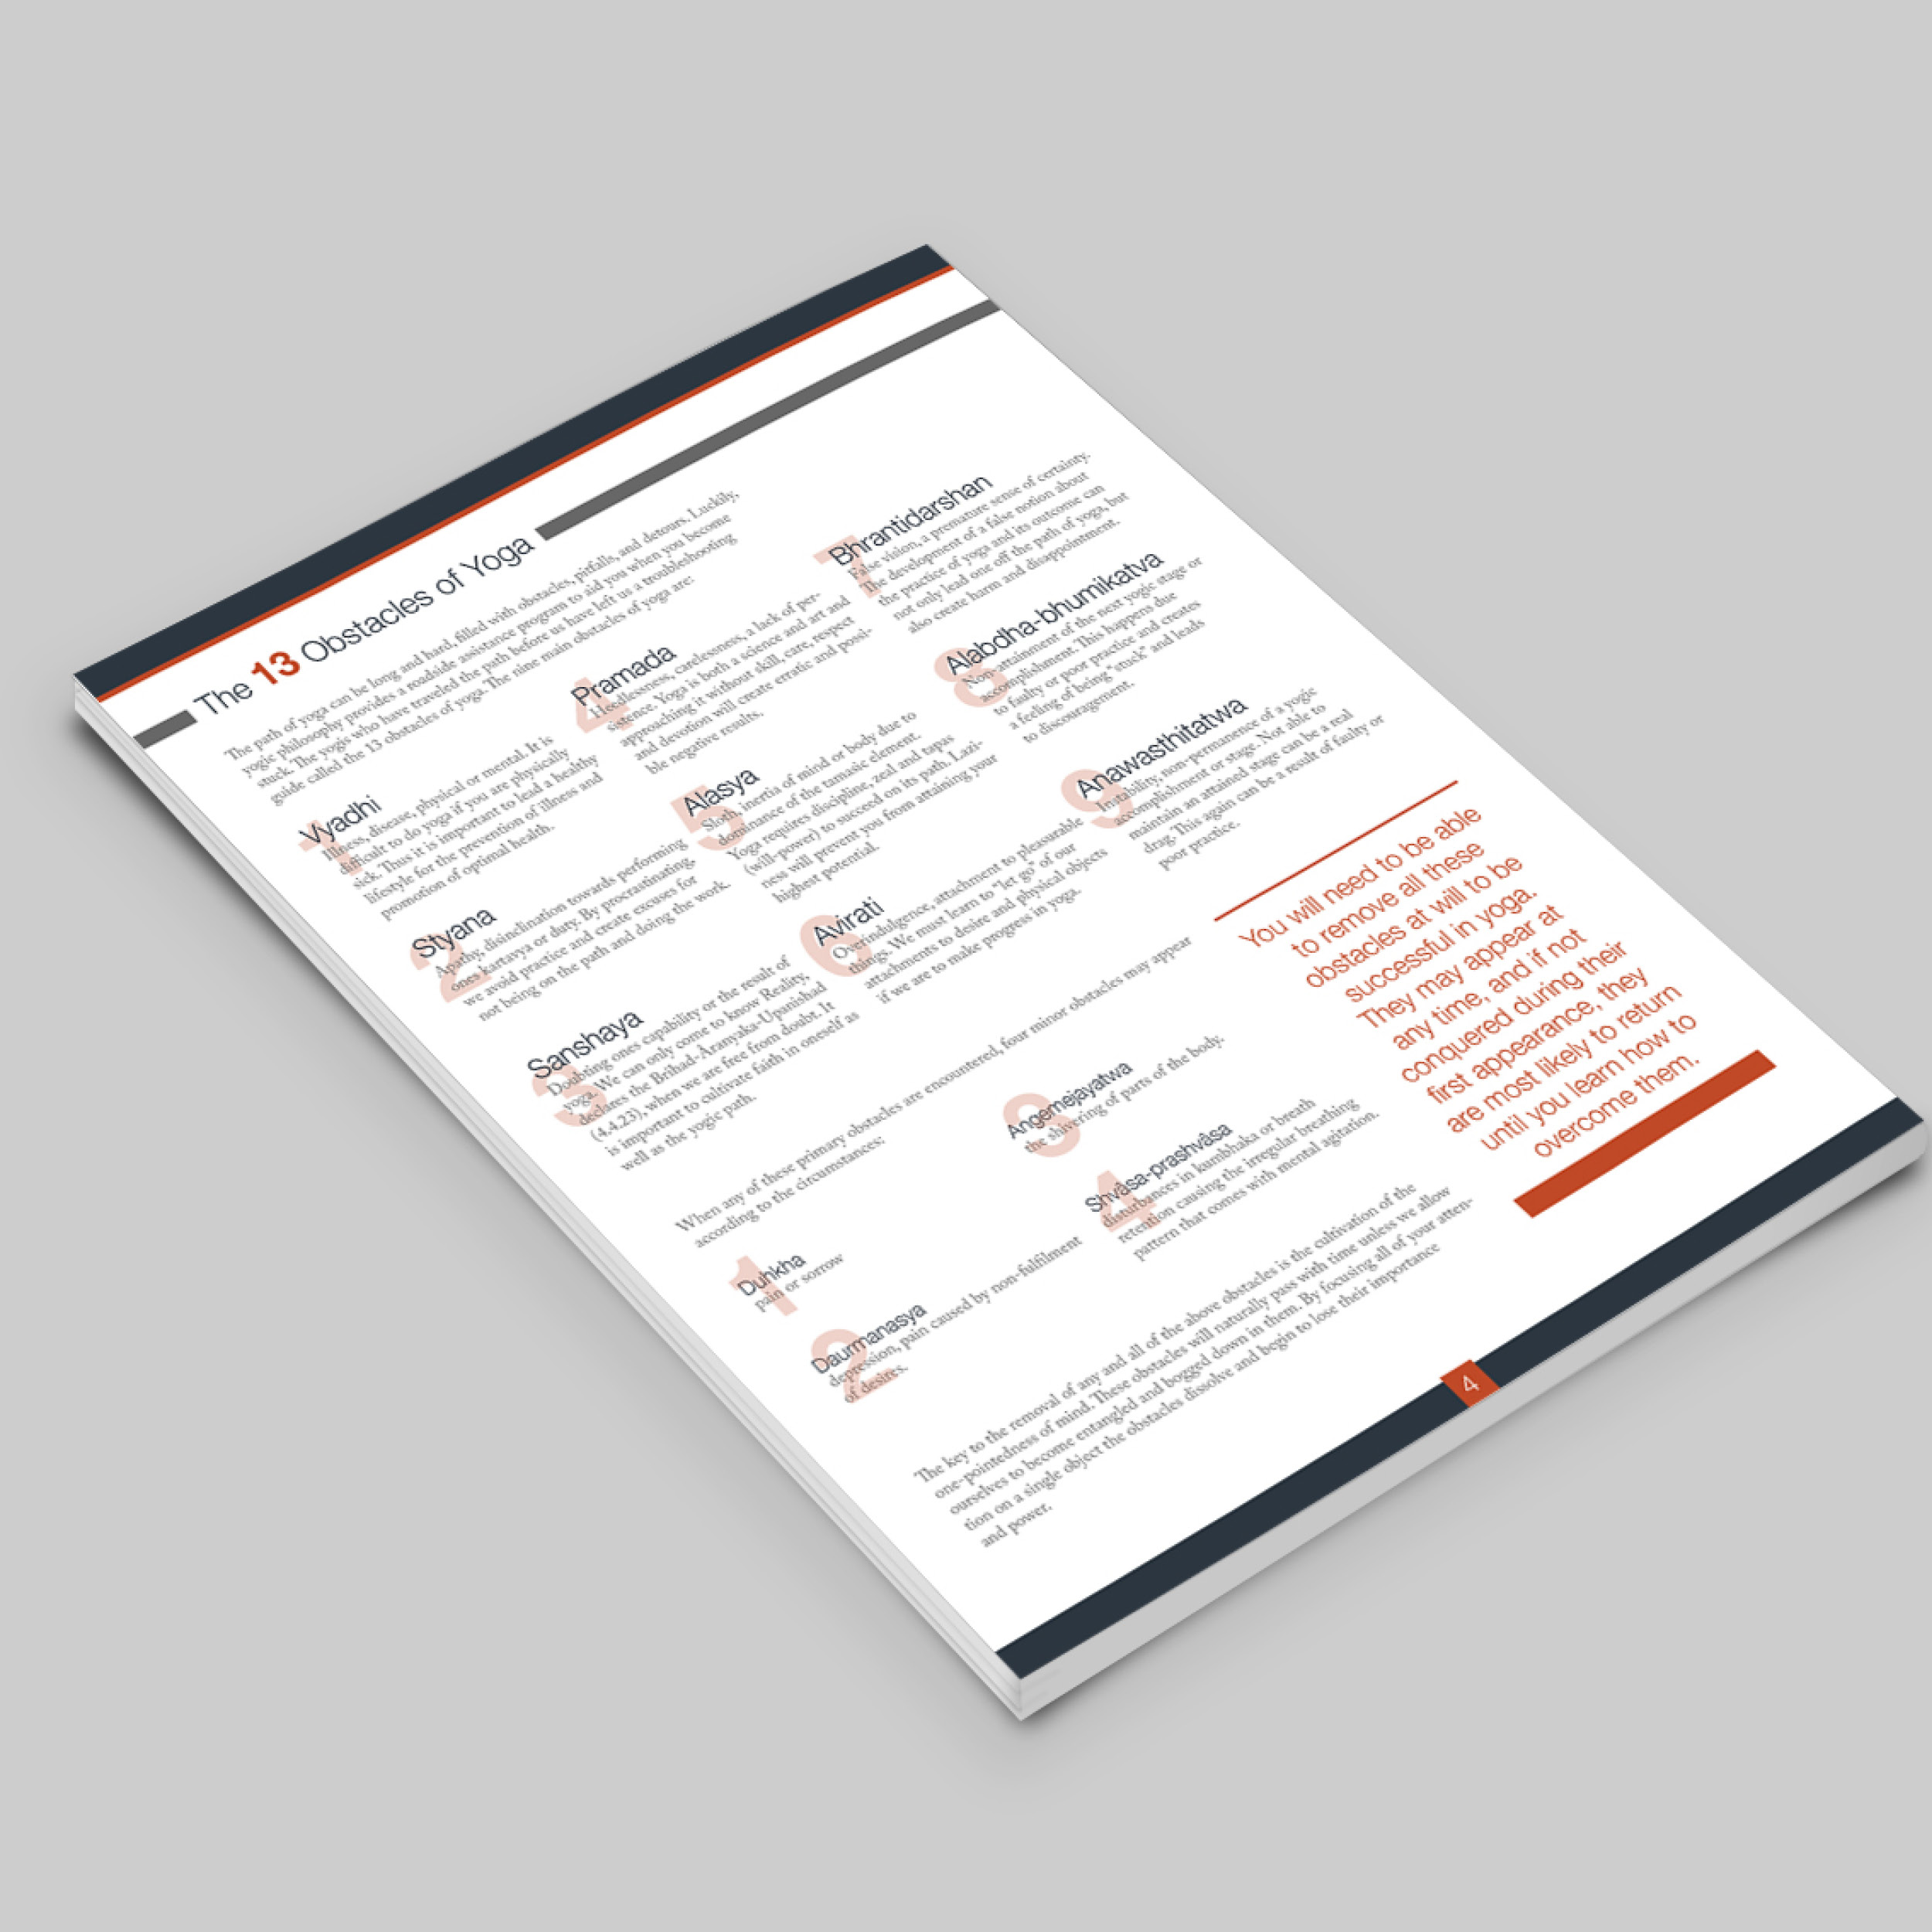 The 13 Obstacles of Yoga
The path of yoga can be long and hard, filled with obstacles, pitfalls, and detours. Luckily,
yogic philosophy provides a roadside assistance program to aid you when you become
stuck. The yogis who have traveled the path before us have left us a troubleshooting
guide called the 13 obstacles of yoga. The nine main obstacles of yoga are:
1
Vyadhi
Illness, disease, physical or mental. It is
difficult to do yoga if you are physically
sick. Thus it is important to lead a healthy
lifestyle for the prevention of illness and
promotion of optimal health.
2
Styana
Apathy, disinclination towards performing
ones kartavya or duty. By procrastinating,
we avoid practice and create excuses for
not being on the path and doing the work.
3
Sanshaya
Doubting ones capability or the result of
yoga. We can only come to know Reality,
declares the Brihad-Aranyaka-Upanishad
(4.4.23), when we are free from doubt. It
is important to cultivate faith in oneself as
well as the yogic path.
4
Pramada
Heedlessness, carelessness, a lack of per-
sistence. Yoga is both a science and art and
approaching it without skill, care, respect
and devotion will create erratic and possi-
ble negative results.
5
Alasya
Sloth, inertia of mind or body due to
dominance of the tamasic element.
Yoga requires discipline, zeal and tapas
(will-power) to succeed on its path. Lazi-
ness will prevent you from attaining your
highest potential.
6
Avirati
Overindulgence, attachment to pleasurable
things. We must learn to "let go" of our
attachments to desire and physical objects
if we are to make progress in yoga.
7
Bhrantidarshan
False vision, a premature sense of certainty.
The development of a false notion about
the practice of yoga and its outcome can
not only lead one off the path of yoga, but
also create harm and disappointment.
8
Alabdha-bhumikatva
Non-attainment of the next yogic stage or
accomplishment. This happens due
to faulty or poor practice and creates
a feeling of being "stuck" and leads
to discouragement.
9
Anawasthitatwa
Instability, non-permanence of a yogic
accomplishment or stage. Not able to
maintain an attained stage can be a real
drag. This again can be a result of faulty or
poor practice.
When any of these primary obstacles are encountered, four minor obstacles may appear
according to the circumstances:
1
Duhkha
pain or sorrow
2
Daurmanasya
depression, pain caused by non-fulfilment
of desires.
3
Angemejayatwa
the shivering of parts of the body.
4
Shvâsa-prashvâsa
disturbances in kumbhaka or breath
retention causing the irregular breathing
pattern that comes with mental agitation.
The key to the removal of any and all of the above obstacles is the cultivation of the
one-pointedness of mind. These obstacles will naturally pass with time unless we allow
ourselves to become entangled and bogged down in them. By focusing all of your atten-
tion on a single object the obstacles dissolve and begin to lose their importance
and power.
You will need to be able
to remove all these
obstacles at will to be
successful in yoga.
They may appear at
any time, and if not
conquered during their
first appearance, they
are most likely to return
until you learn how to
overcome them.
4